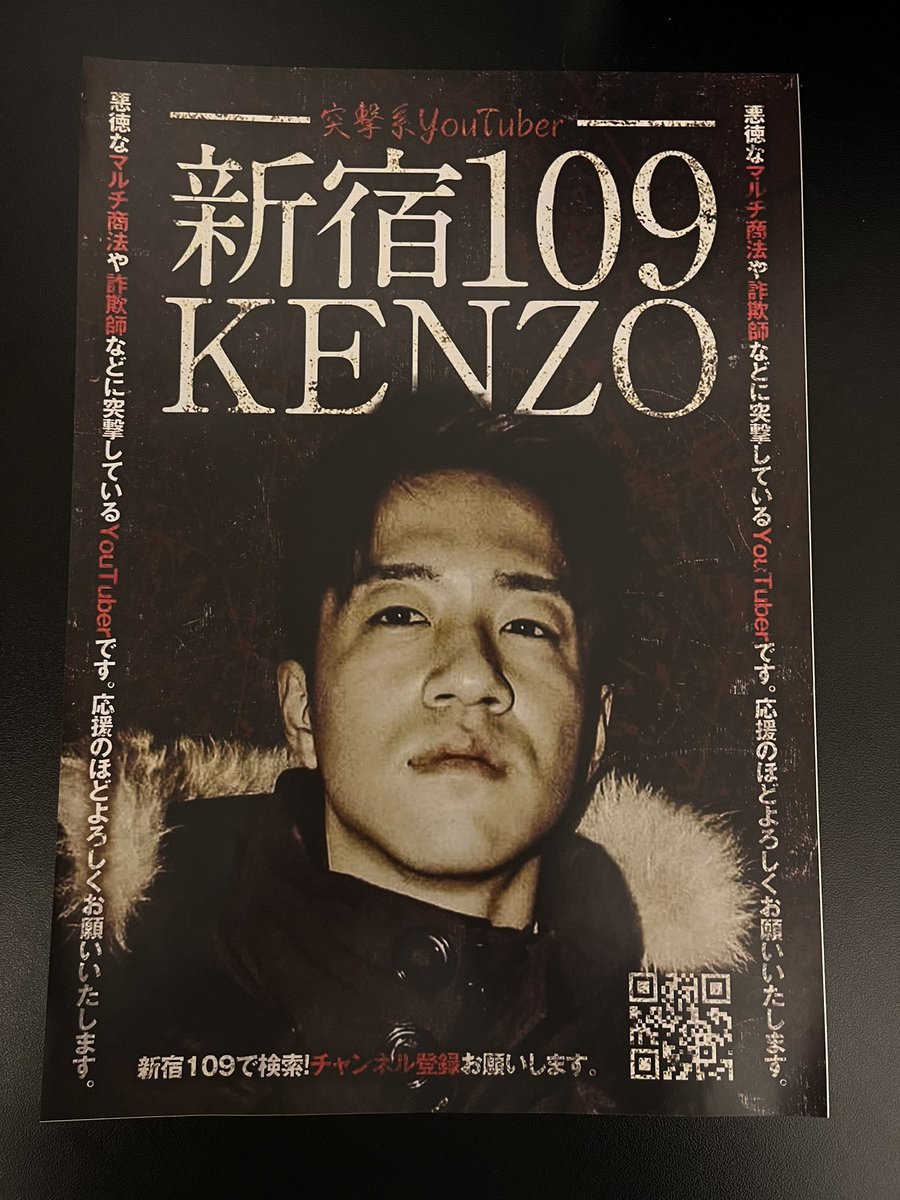 突撃系YouTuber
新宿109
KENZO
悪徳なマルチ商法や詐欺師などに突撃しているYouTuberです。応援のほどよろしくお願いいたします。
悪徳なマルチ商法や詐欺師などに突撃しているYouTuberです。応援のほどよろしくお願いいたします。
新宿109で検索!チャンネル登録お願いします。